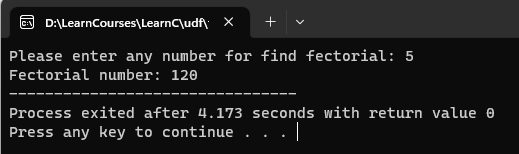 D:\LearnCourses\LearnC\udf\
Please enter any number for find fectorial: 5
Fectorial number: 120
--------------------------------
Process exited after 4.173 seconds with return value 0
Press any key to continue . . .